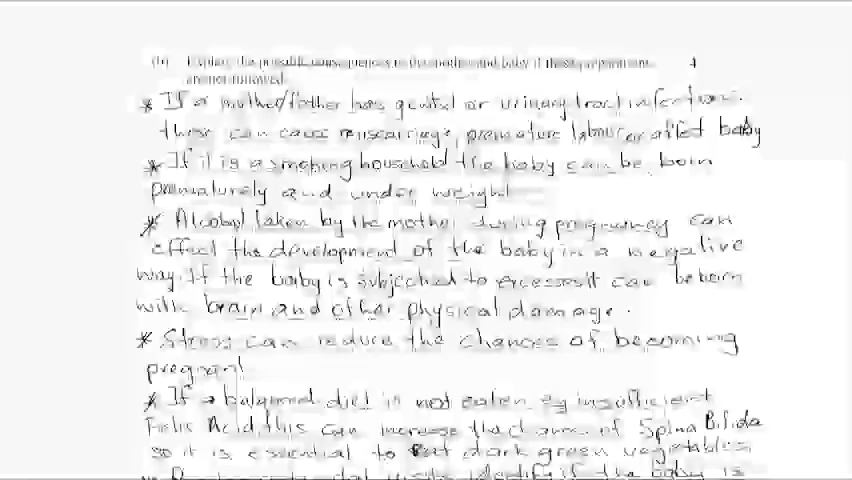 (b) Explain the possible consequences to the mother and baby if these preparations 4
are not followed.
* If a mother/father has genital or urinary tract infections
these can cause miscarriage, premature labour or affect baby
* If it is a smoking household the baby can be born
prematurely and under weight
* Alcohol taken by the mother during pregnancy can
effect the development of the baby in a negative
way. If the baby is subjected to excess it can be born
with brain and other physical damage.
* Stress can reduce the chances of becoming
pregnant
* If a balanced diet is not eaten eg insufficient
Folic Acid, this can increase the chance of Spina Bifida
so it is essential to eat dark green vegetables
identify if the baby is